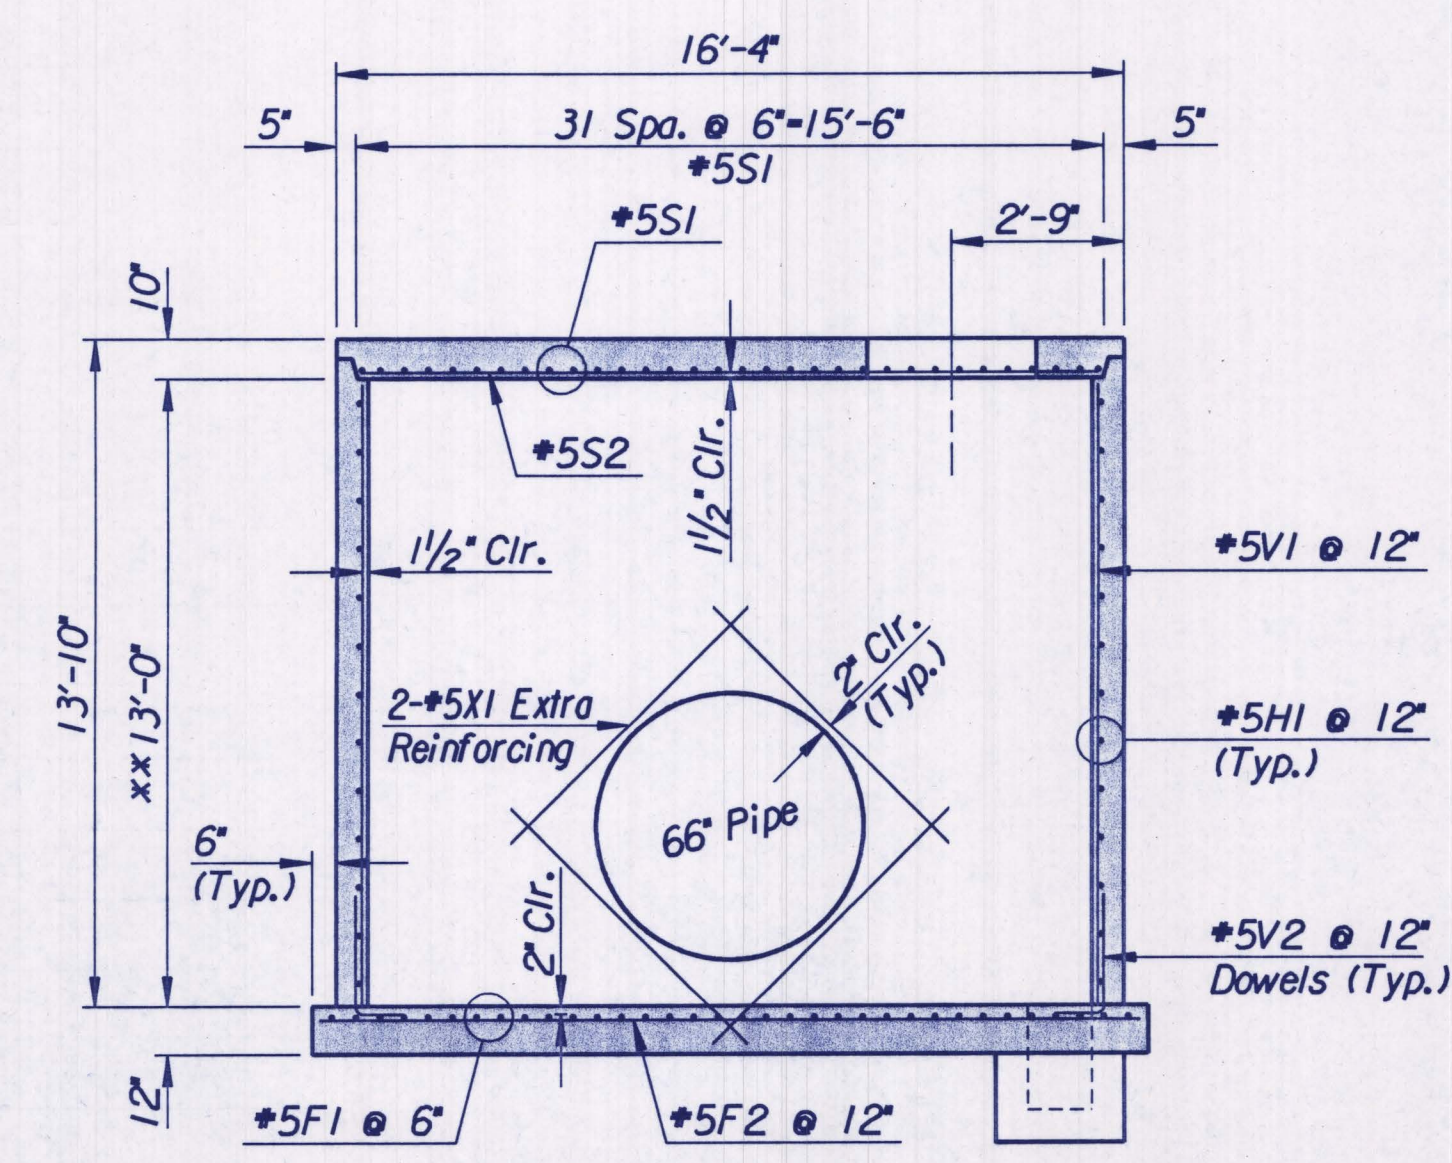 16'-4"
5"
31 Spa. @ 6"=15'-6"
5"
#5S1
#5S1
2'-9"
10"
#5S2
1½" Clr.
1½" Clr.
#5V1 @ 12"
13'-10"
xx 13'-0"
2" Clr.
(Typ.)
2-#5X1 Extra
Reinforcing
#5H1 @ 12"
(Typ.)
66" Pipe
6"
(Typ.)
2" Clr.
#5V2 @ 12"
Dowels (Typ.)
12"
#5F1 @ 6"
#5F2 @ 12"